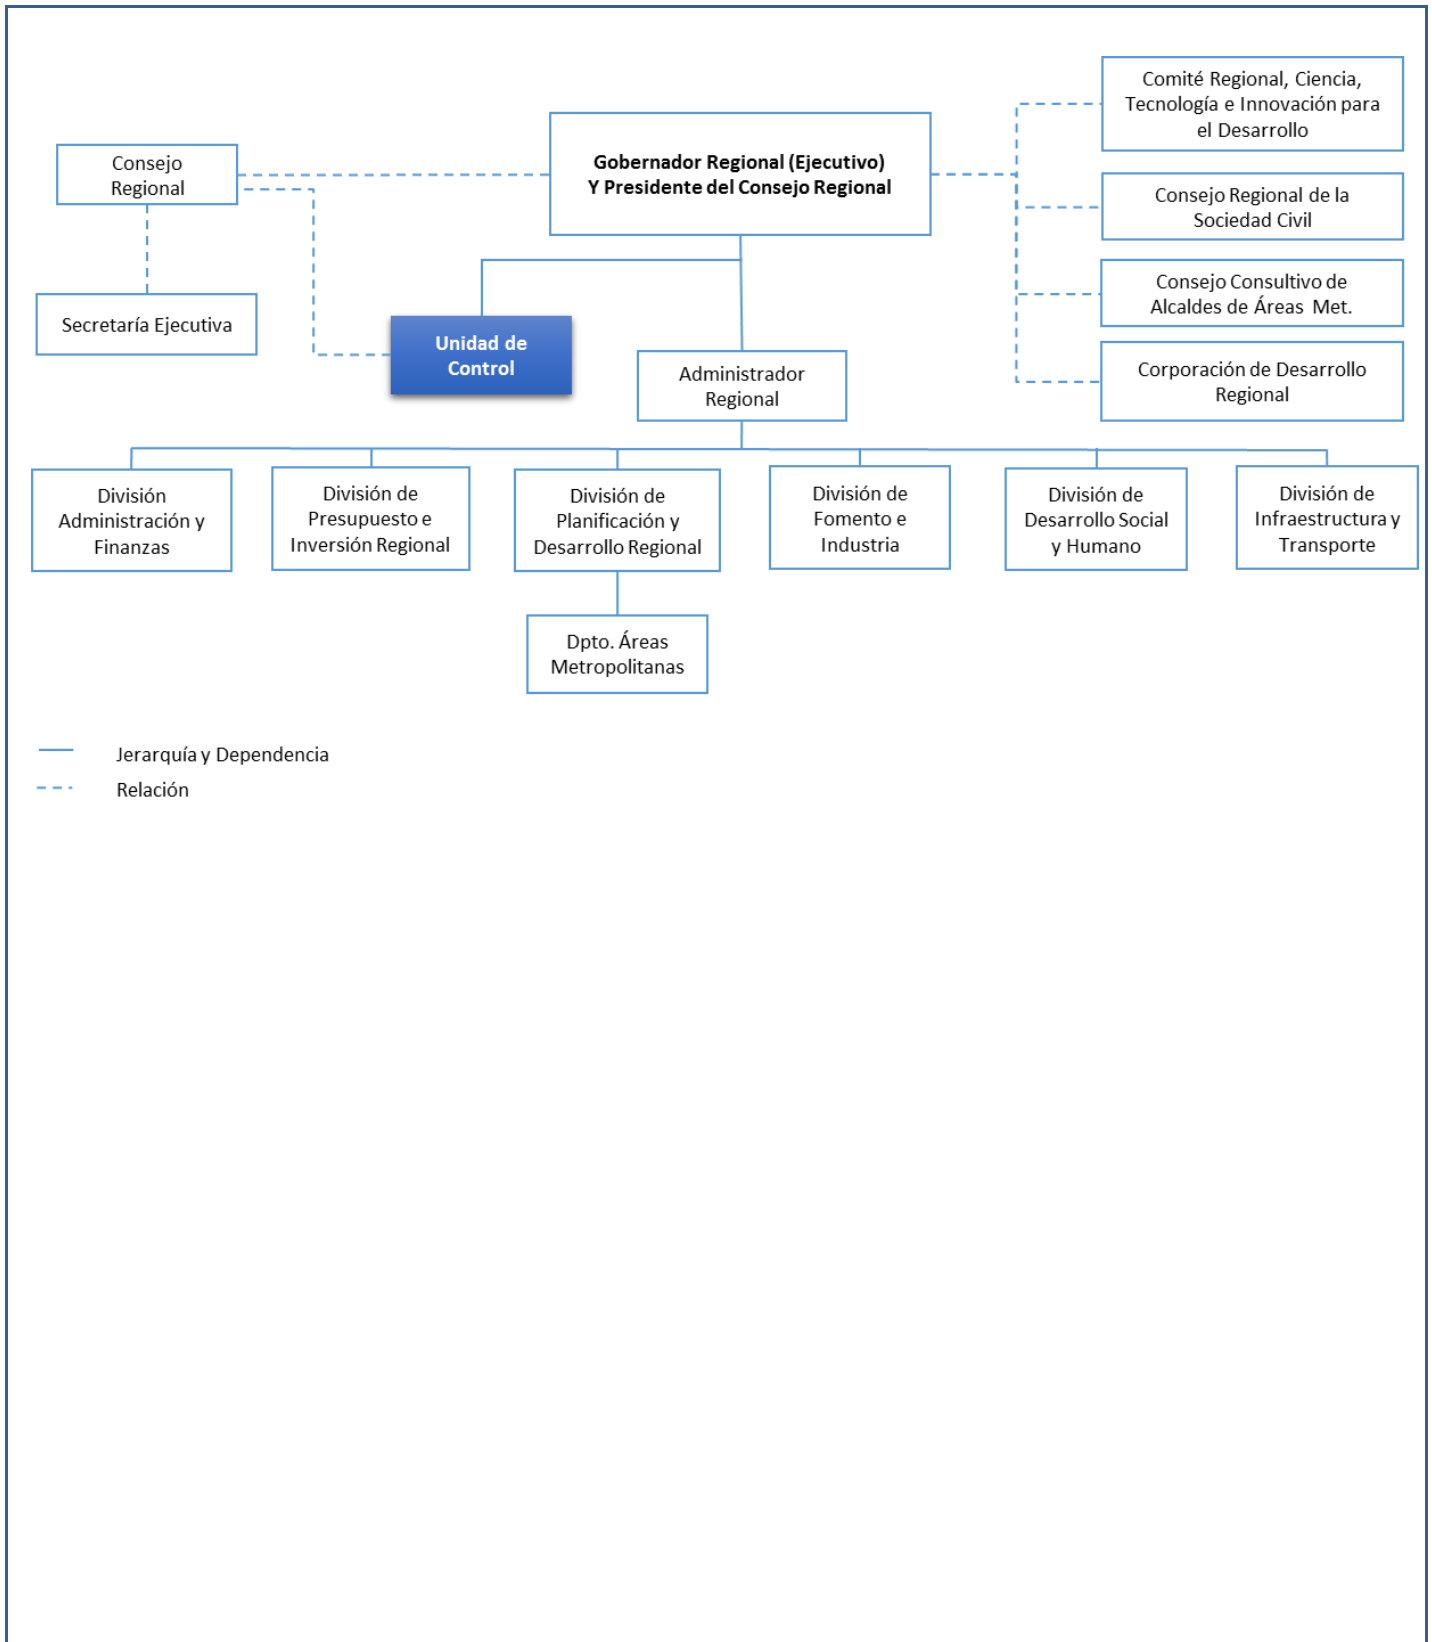 Comité Regional, Ciencia,
Tecnología e Innovación para
el Desarrollo
Gobernador Regional (Ejecutivo)
Y Presidente del Consejo Regional
Consejo
Regional
Consejo Regional de la
Sociedad Civil
Consejo Consultivo de
Alcaldes de Áreas Met.
Secretaría Ejecutiva
Unidad de
Control
Administrador
Regional
Corporación de Desarrollo
Regional
División
Administración y
Finanzas
División de
Presupuesto e
Inversión Regional
División de
Planificación y
Desarrollo Regional
División de
Fomento e
Industria
División de
Desarrollo Social
y Humano
División de
Infraestructura y
Transporte
Dpto. Áreas
Metropolitanas
Jerarquía y Dependencia
Relación